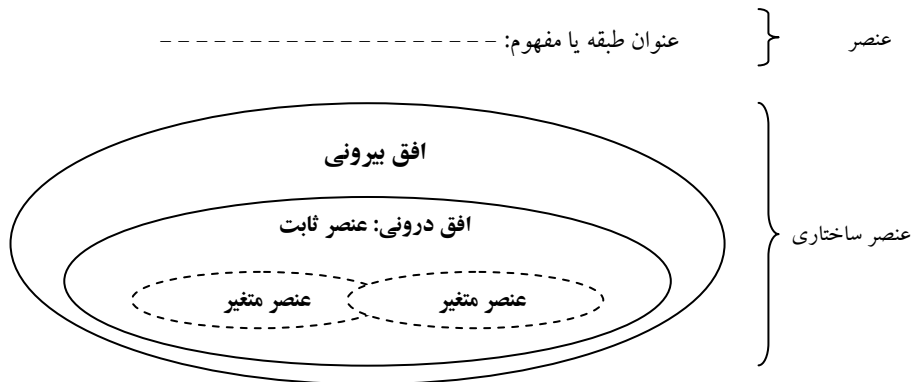 عنصر
عنوان طبقه یا مفهوم: --------------------
افق بیرونی
افق درونی: عنصر ثابت
عنصر ساختاری
عنصر متغیر
عنصر متغیر